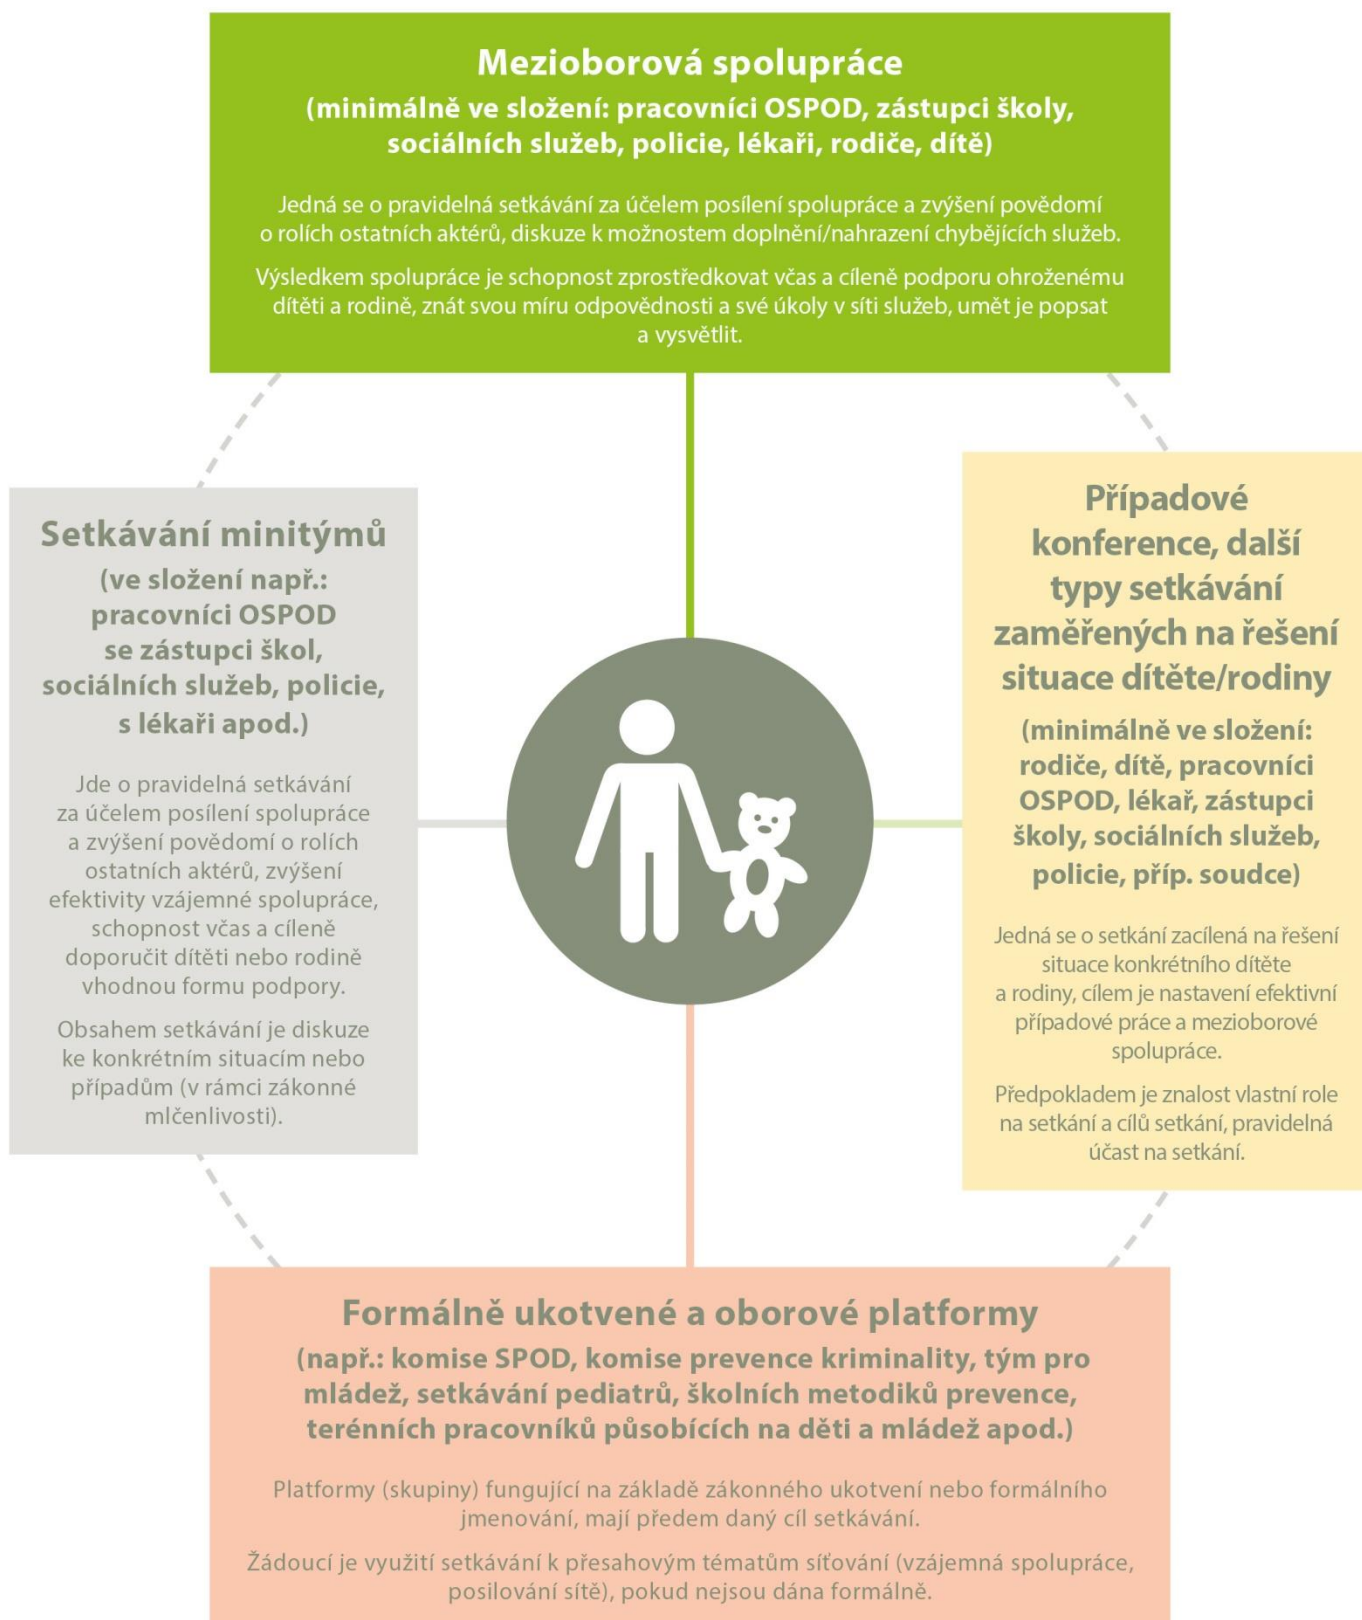 Mezioborová spolupráce
(minimálně ve složení: pracovníci OSPOD, zástupci školy,
sociálních služeb, policie, lékaři, rodiče, dítě)
Jedná se o pravidelná setkávání za účelem posílení spolupráce a zvýšení povědomí
o rolích ostatních aktérů, diskuze k možnostem doplnění/nahrazení chybějících služeb.
Výsledkem spolupráce je schopnost zprostředkovat včas a cíleně podporu ohroženému
dítěti a rodině, znát svou míru odpovědnosti a své úkoly v síti služeb, umět je popsat
a vysvětlit.
Setkávání minitýmů
(ve složení např.:
pracovníci OSPOD
se zástupci škol,
sociálních služeb, policie,
s lékaři apod.)
Jde o pravidelná setkávání
za účelem posílení spolupráce
a zvýšení povědomí o rolích
ostatních aktérů, zvýšení
efektivity vzájemné spolupráce,
schopnost včas a cíleně
doporučit dítěti nebo rodině
vhodnou formu podpory.
Obsahem setkávání je diskuze
ke konkrétním situacím nebo
případům (v rámci zákonné
mlčenlivosti).
Případové
konference, další
typy setkávání
zaměřených na řešení
situace dítěte/rodiny
(minimálně ve složení:
rodiče, dítě, pracovníci
OSPOD, lékař, zástupci
školy, sociálních služeb,
policie, příp. soudce)
Jedná se o setkání zacílená na řešení
situace konkrétního dítěte
a rodiny, cílem je nastavení efektivní
případové práce a mezioborové
spolupráce.
Předpokladem je znalost vlastní role
na setkání a cílů setkání, pravidelná
účast na setkání.
Formálně ukotvené a oborové platformy
(např.: komise SPOD, komise prevence kriminality, tým pro
mládež, setkávání pediatrů, školních metodiků prevence,
terénních pracovníků působících na děti a mládež apod.)
Platformy (skupiny) fungující na základě zákonného ukotvení nebo formálního
jmenování, mají předem daný cíl setkávání.
Žádoucí je využití setkávání k přesahovým tématům síťování (vzájemná spolupráce,
posilování sítě), pokud nejsou dána formálně.